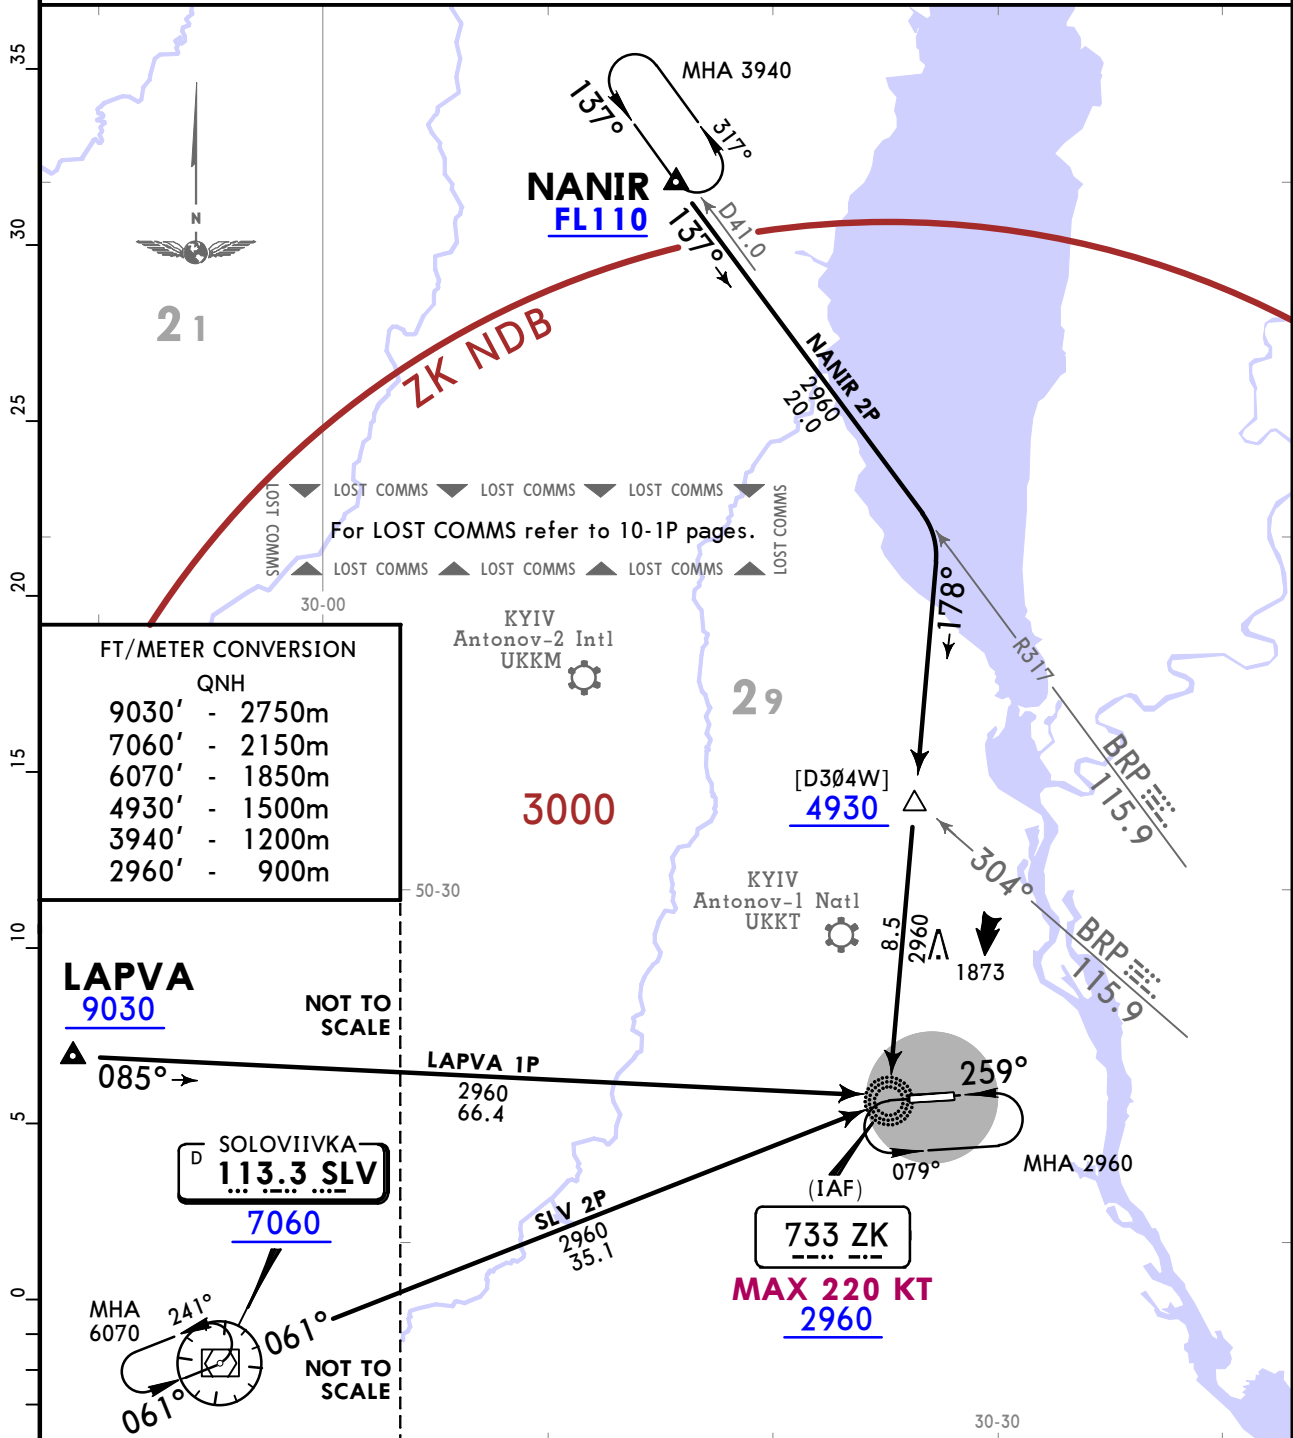 35
30
25
20
15
10
5
0
MHA 3940
137°
317°
NANIR
FL110
D41.0
137°
N
21
ZK NDB
NANIR 2P
2960
20.0
LOST COMMS LOST COMMS LOST COMMS
LOST COMMS
For LOST COMMS refer to 10-1P pages.
LOST COMMS
LOST COMMS LOST COMMS LOST COMMS
30-00
KYIV
Antonov-2 Intl
UKKM
178°
R317
29
FT/METER CONVERSION
QNH
9030' - 2750m
7060' - 2150m
6070' - 1850m
4930' - 1500m
3940' - 1200m
2960' - 900m
BRP
115.9
[D3Ø4W]
4930
3000
304°
BRP
115.9
50-30
KYIV
Antonov-1 Natl
UKKT
8.5
2960
1873
LAPVA
9030
NOT TO
SCALE
085°
LAPVA 1P
2960
66.4
259°
079°
MHA 2960
SOLOVIIVKA
D
113.3 SLV
7060
SLV 2P
2960
35.1
(IAF)
733 ZK
MAX 220 KT
2960
MHA
6070
241°
061°
061°
NOT TO
SCALE
30-30